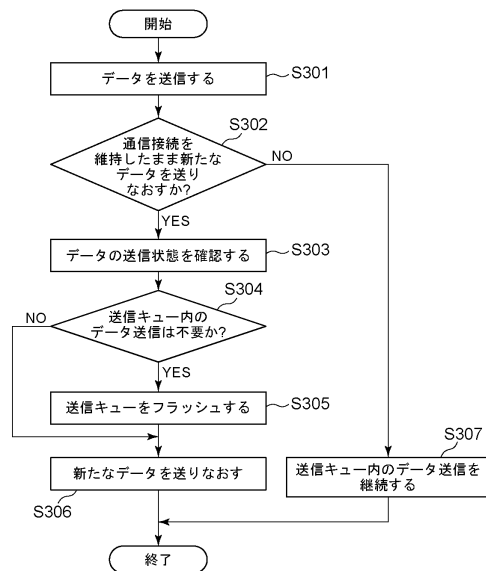 開始
データを送信する
S301
通信接続を
維持したまま新たな
データを送り
なおすか?
S302
NO
YES
データの送信状態を確認する
S303
送信キュー内の
データ送信は不要か?
S304
NO
YES
送信キューをフラッシュする
S305
新たなデータを送りなおす
S306
送信キュー内のデータ送信を
継続する
S307
終了